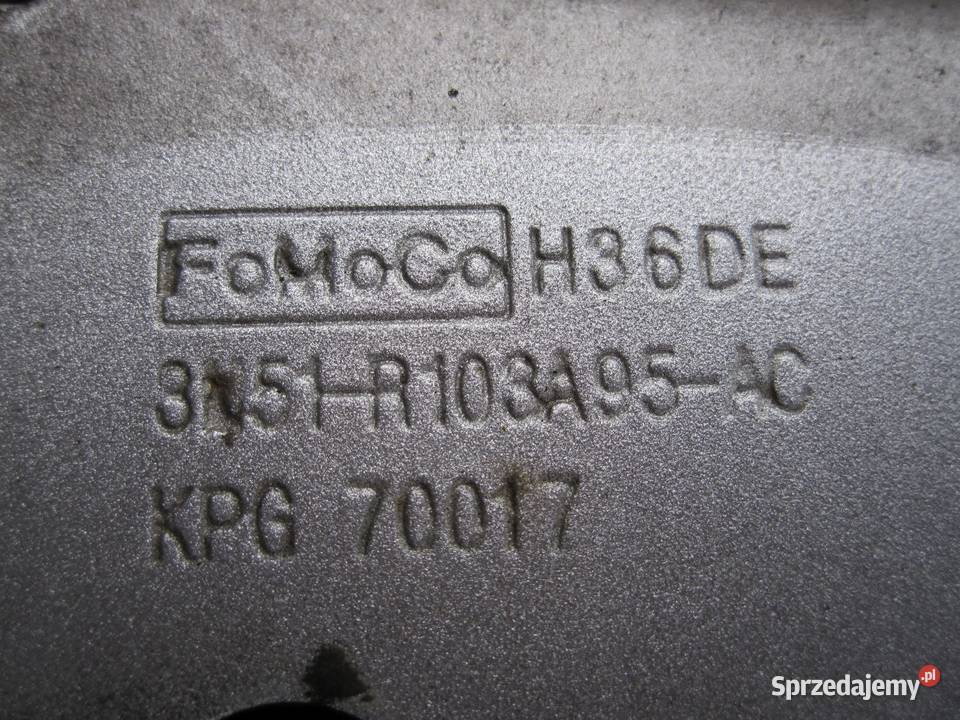 FoMoCo H36DE
3N51-R103A95-AC
KPG 70017
Sprzedajemy.pl